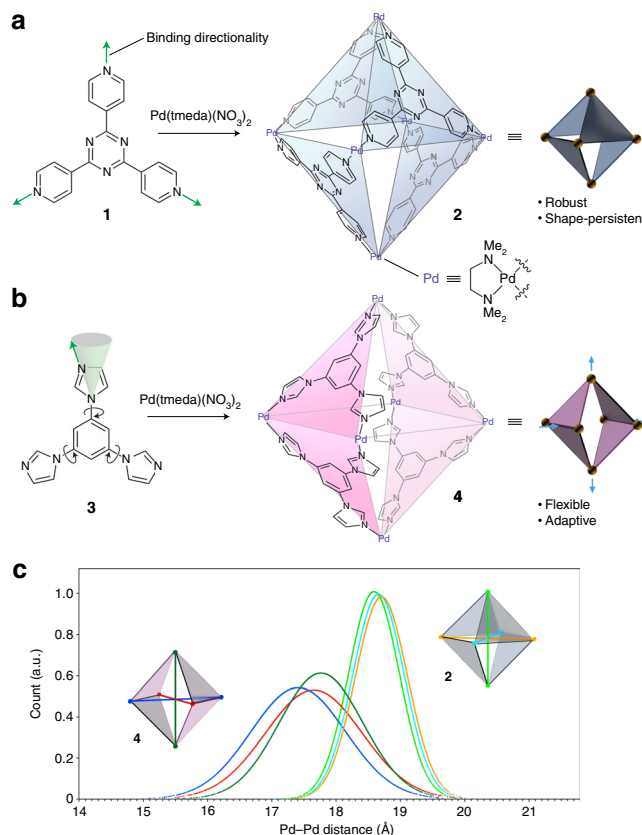 a
Binding directionality
N
N
N
N
N
N
1
Pd(tmeda)(NO3)2
Pd
Pd
Pd
Pd
Pd
Pd
2
≡
• Robust
• Shape-persisten
Pd ≡
Me2
N
Pd
N
Me2
b
N
N
N
N
N
N
3
Pd(tmeda)(NO3)2
Pd
Pd
Pd
Pd
Pd
Pd
4
≡
• Flexible
• Adaptive
c
Count (a.u.)
1.0
0.8
0.6
0.4
0.2
0
4
2
14 15 16 17 18 19 20 21
Pd–Pd distance (Å)